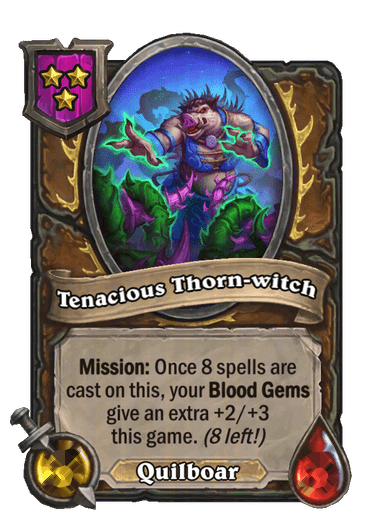 Tenacious Thorn-witch
Mission: Once 8 spells are
cast on this, your Blood Gems
give an extra +2/+3
this game. (8 left!)
Quilboar